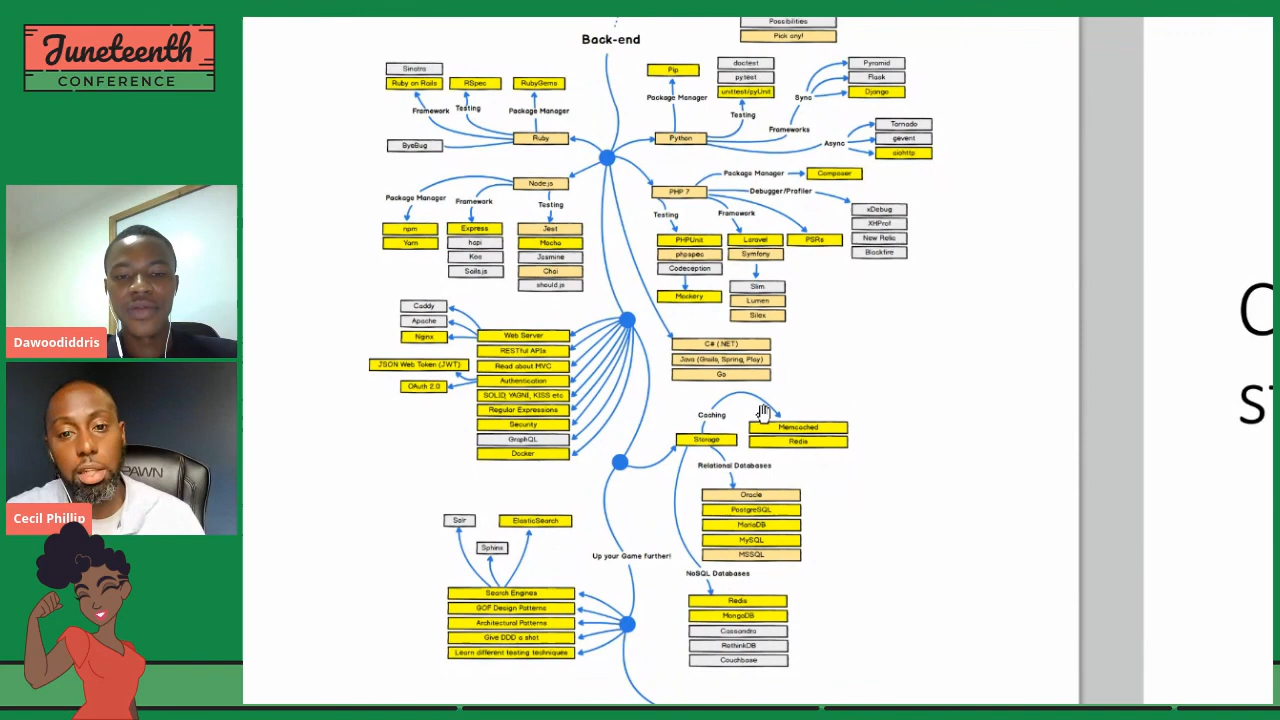 Juneteenth
CONFERENCE
Dawoodiddris
Cecil Phillip
Back-end
Possibilities
Pick any!
Sinatra
Ruby on Rails
RSpec
RubyGems
Framework
Testing
Package Manager
Ruby
ByeBug
Pip
doctest
pytest
unittest/pyUnit
Package Manager
Testing
Python
Pyramid
Flask
Django
Sync
Frameworks
Async
Tornado
gevent
aiohttp
Node.js
Package Manager
Framework
Testing
npm
Yarn
Express
hapi
Koa
Sails.js
Jest
Mocha
Jasmine
Chai
should.js
PHP 7
Package Manager
Composer
Debugger/Profiler
Testing
Framework
xDebug
XHProf
New Relic
Blackfire
PHPUnit
phpspec
Codeception
Mockery
Laravel
Symfony
PSRs
Slim
Lumen
Silex
Caddy
Apache
Nginx
JSON Web Token (JWT)
OAuth 2.0
Web Server
RESTful APIs
Read about MVC
Authentication
SOLID, YAGNI, KISS etc
Regular Expressions
Security
GraphQL
Docker
C# (.NET)
Java (Grails, Spring, Play)
Go
Caching
Memcached
Redis
Storage
Relational Databases
Oracle
PostgreSQL
MariaDB
MySQL
MSSQL
NoSQL Databases
Redis
MongoDB
Cassandra
RethinkDB
Couchbase
Solr
ElasticSearch
Sphinx
Up your Game further!
Search Engines
GOF Design Patterns
Architectural Patterns
Give DDD a shot
Learn different testing techniques